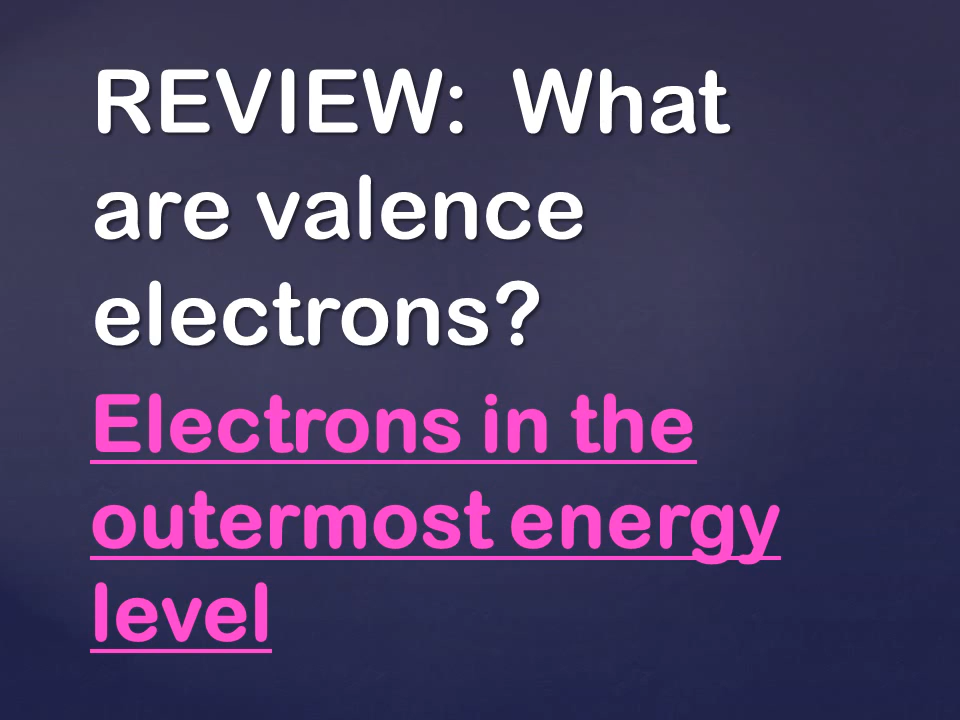 REVIEW:  What
are valence
electrons?
Electrons in the
outermost energy
level